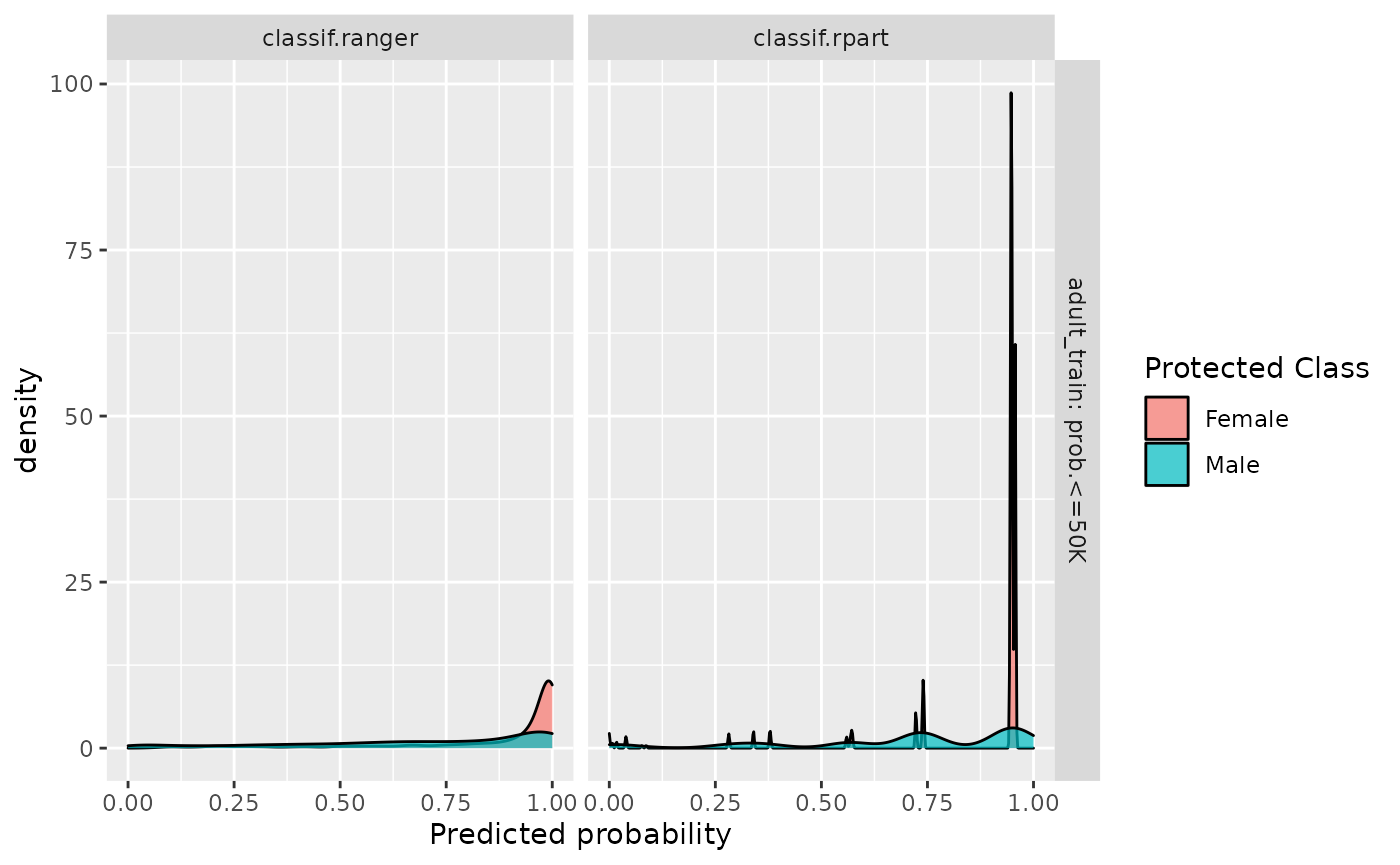 classif.ranger
classif.rpart
100
75
50
25
0
density
adult_train: prob.<=50K
0.00
0.25
0.50
0.75
1.00
0.00
0.25
0.50
0.75
1.00
Predicted probability
Protected Class
Female
Male